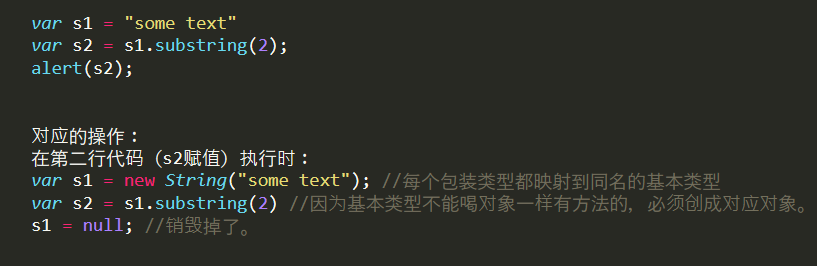 var s1 = "some text"
var s2 = s1.substring(2);
alert(s2);
对应的操作：
在第二行代码（s2赋值）执行时：
var s1 = new String("some text"); //每个包装类型都映射到同名的基本类型
var s2 = s1.substring(2) //因为基本类型不能喝对象一样有方法的，必须创成对应对象。
s1 = null; //销毁掉了。